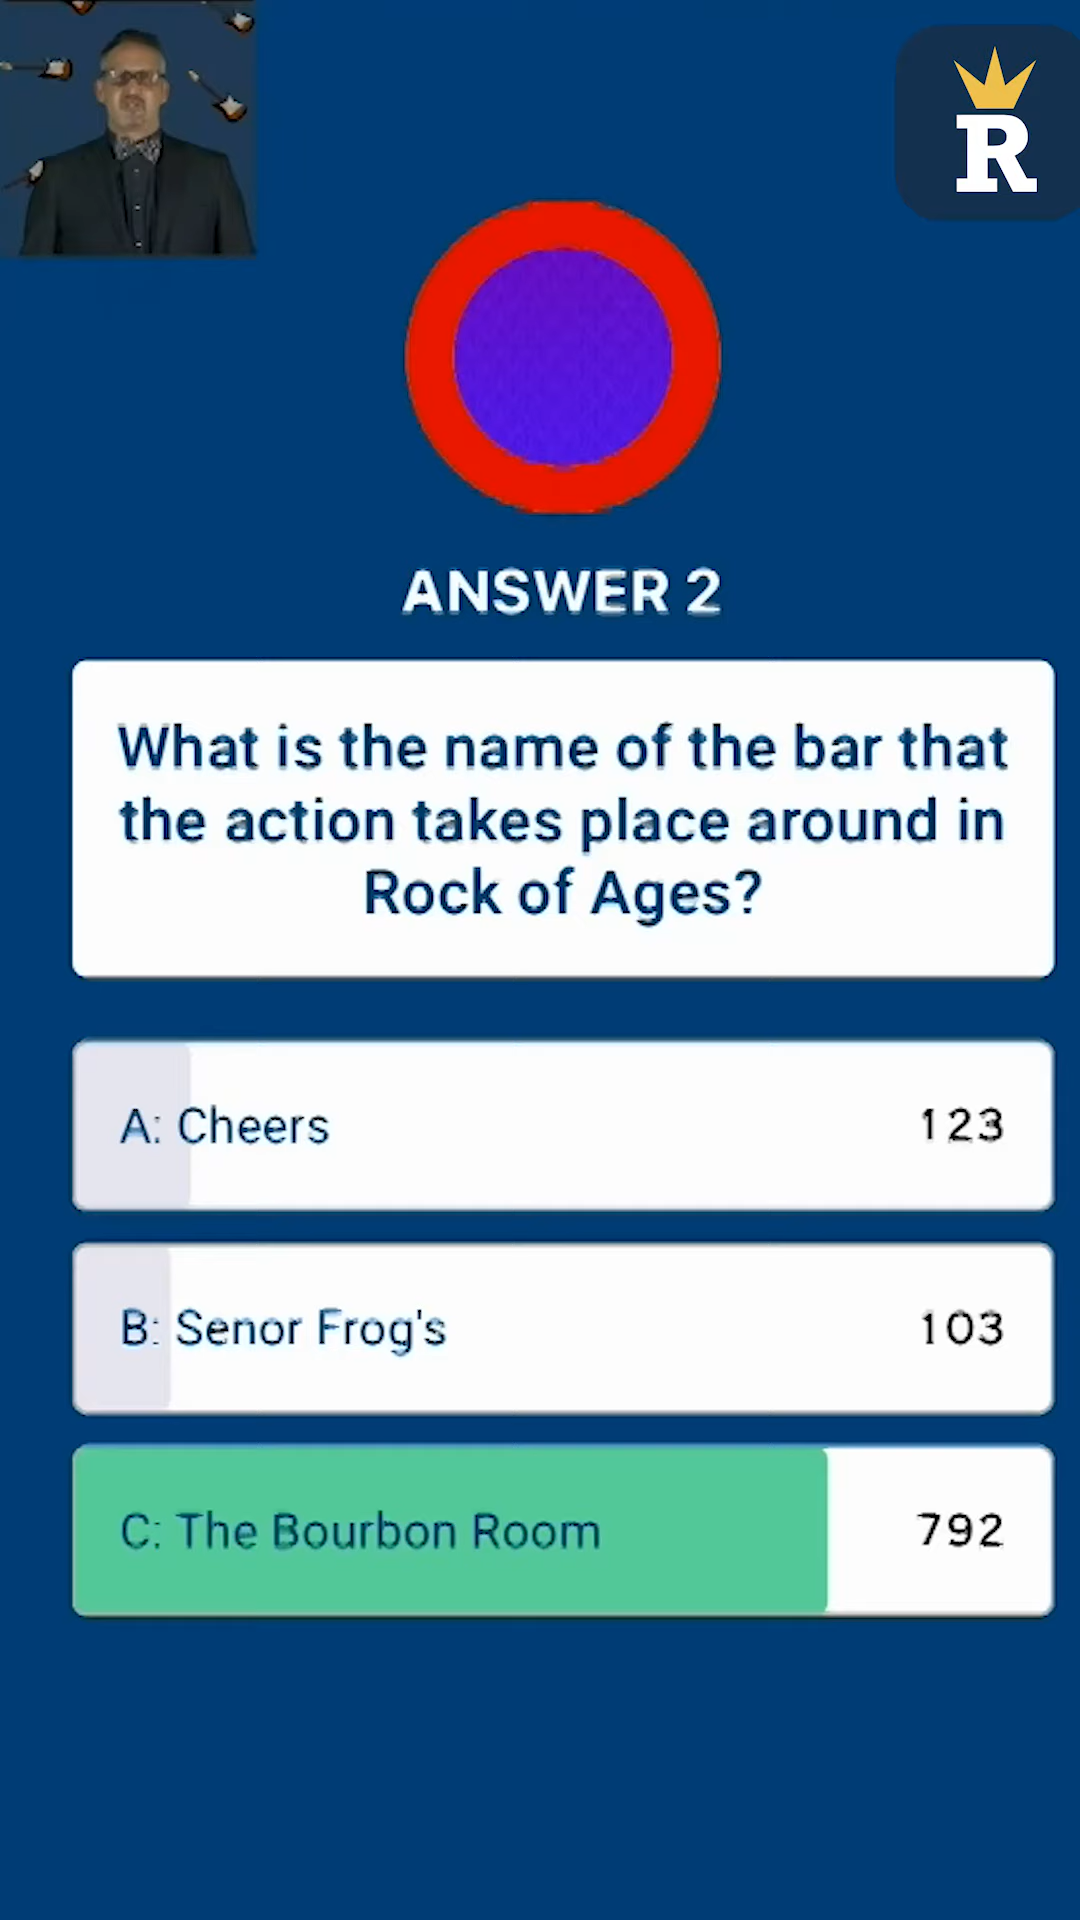 R
ANSWER 2
What is the name of the bar that
the action takes place around in
Rock of Ages?
A: Cheers 123
B: Senor Frog's 103
C: The Bourbon Room 792